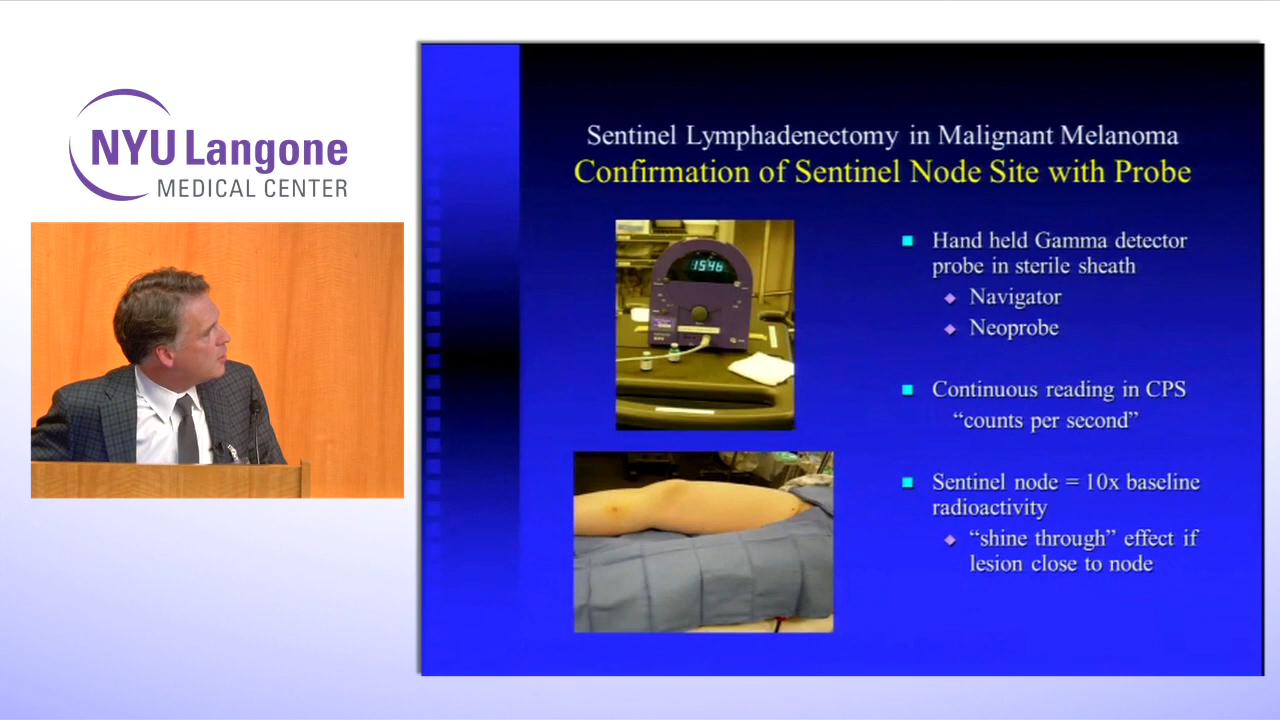 NYU Langone
MEDICAL CENTER
Sentinel Lymphadenectomy in Malignant Melanoma
Confirmation of Sentinel Node Site with Probe
1546
Hand held Gamma detector
probe in sterile sheath
Navigator
Neoprobe
Continuous reading in CPS
“counts per second”
Sentinel node = 10x baseline
radioactivity
“shine through” effect if
lesion close to node